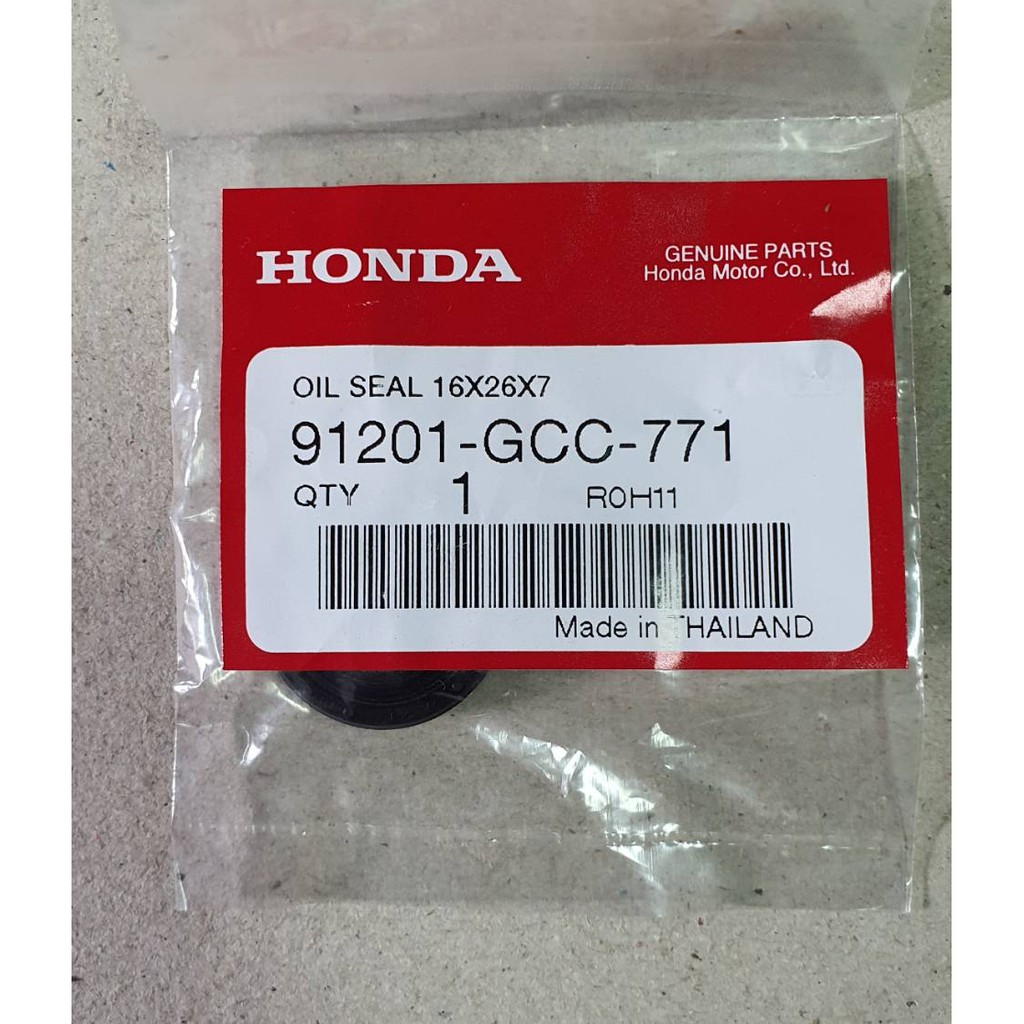 HONDA
GENUINE PARTS
Honda Motor Co., Ltd.
OIL SEAL 16X26X7
91201-GCC-771
QTY 1 R0H11
Made in THAILAND